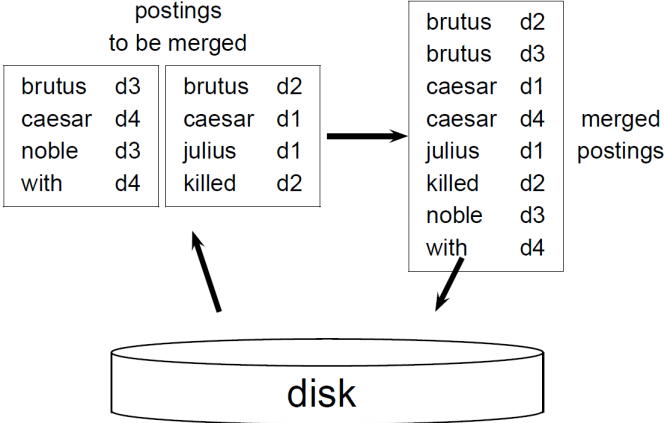 postings
to be merged
brutus d3
caesar d4
noble d3
with d4
brutus d2
caesar d1
julius d1
killed d2
brutus d2
brutus d3
caesar d1
caesar d4
julius d1
killed d2
noble d3
with d4
merged
postings
disk